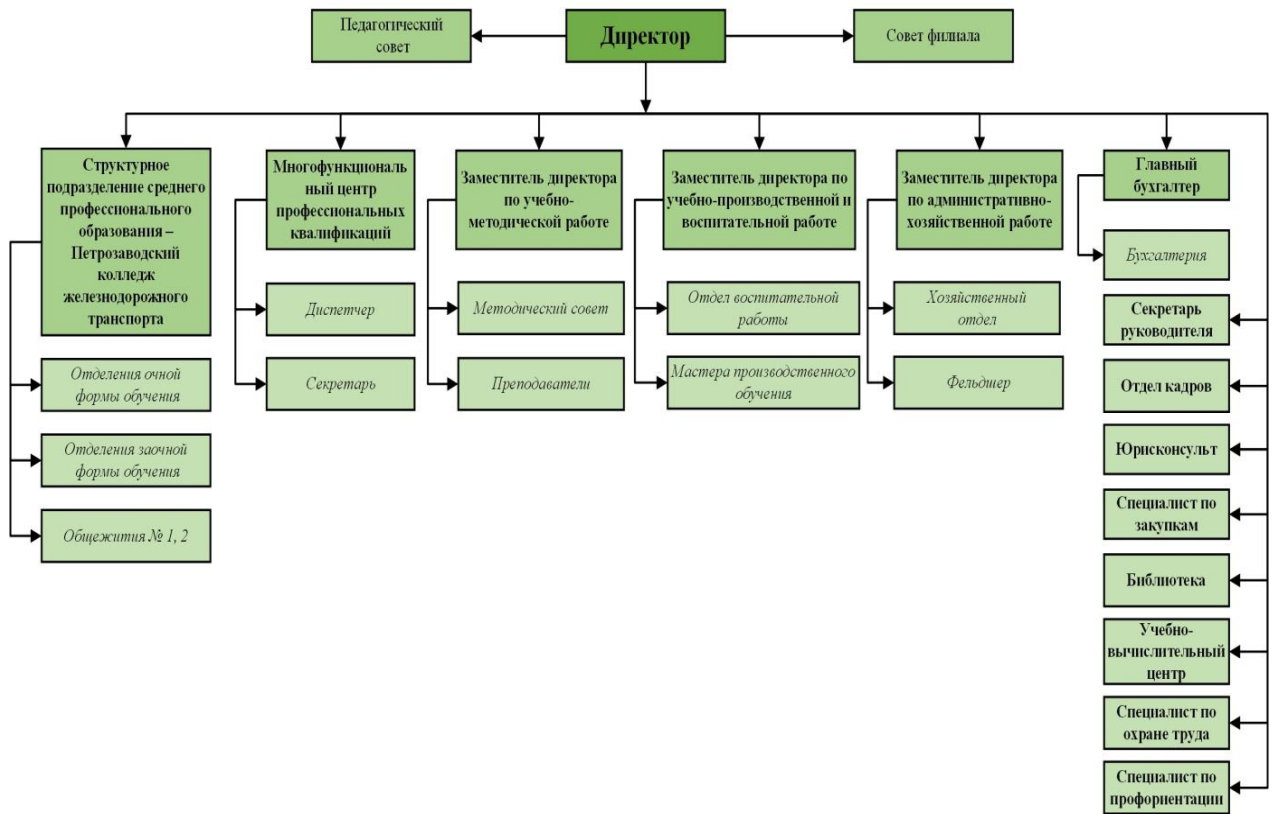 Педагогический
совет
Директор
Совет филиала
Структурное
подразделение среднего
профессионального
образования –
Петрозаводский
колледж
железнодорожного
транспорта
Отделения очной
формы обучения
Отделения заочной
формы обучения
Общежития № 1, 2
Многофункциональ
ный центр
профессиональных
квалификаций
Диспетчер
Секретарь
Заместитель директора
по учебно-
методической работе
Методический совет
Преподаватели
Заместитель директора по
учебно-производственной и
воспитательной работе
Отдел воспитательной
работы
Мастера производственного
обучения
Заместитель директора
по административно-
хозяйственной работе
Хозяйственный
отдел
Фельдшер
Главный
бухгалтер
Бухгалтерия
Секретарь
руководителя
Отдел кадров
Юрисконсульт
Специалист по
закупкам
Библиотека
Учебно-
вычислительный
центр
Специалист по
охране труда
Специалист по
профориентации